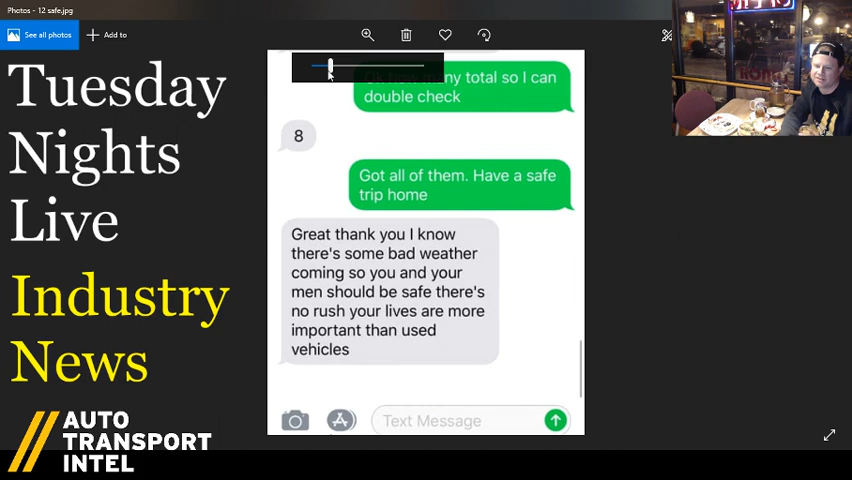 Photos - 12 safe.jpg
See all photos
Add to
Tuesday
Nights
Live
Industry
News
AUTO
TRANSPORT
INTEL
Ok how many total so I can
double check
8
Got all of them. Have a safe
trip home
Great thank you I know
there's some bad weather
coming so you and your
men should be safe there's
no rush your lives are more
important than used
vehicles
Text Message